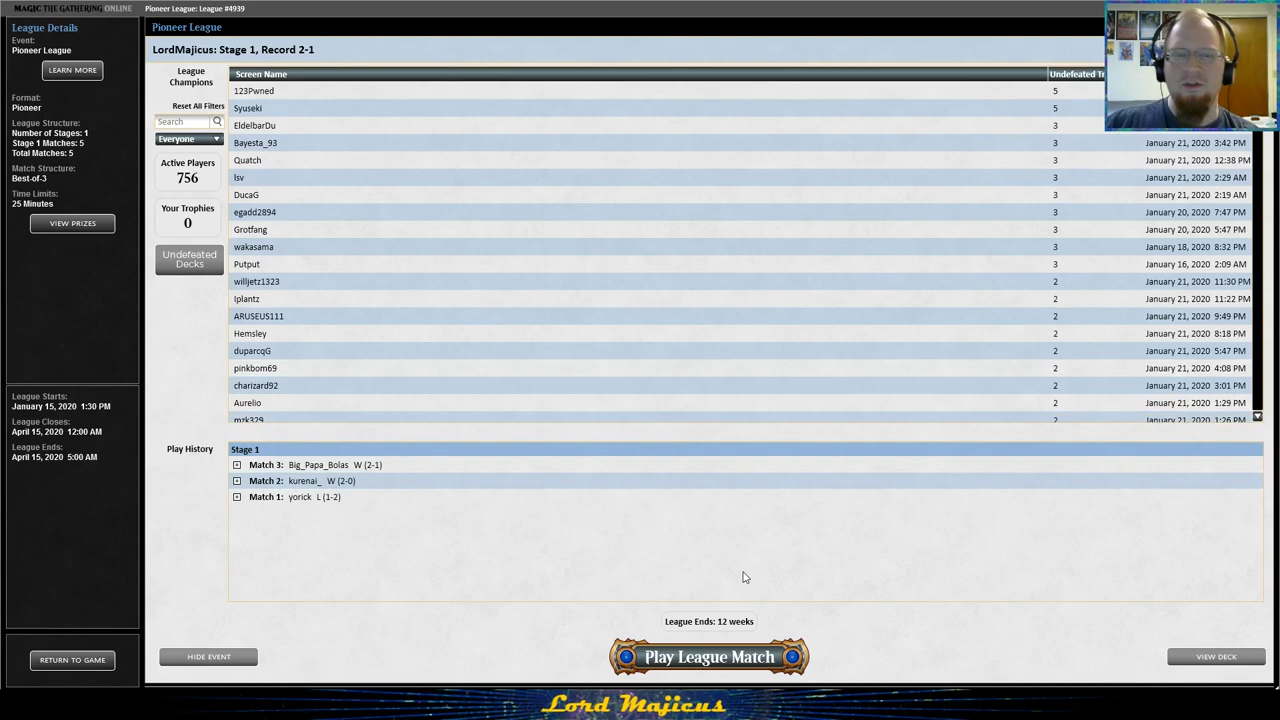 MAGIC THE GATHERING ONLINE
Pioneer League: League #4939
League Details
Event:
Pioneer League
LEARN MORE
Format:
Pioneer
League Structure:
Number of Stages: 1
Stage 1 Matches: 5
Total Matches: 5
Match Structure:
Best-of-3
Time Limits:
25 Minutes
VIEW PRIZES
League Starts:
January 15, 2020 1:30 PM
League Closes:
April 15, 2020 12:00 AM
League Ends:
April 15, 2020 5:00 AM
RETURN TO GAME
Pioneer League
LordMajicus: Stage 1, Record 2-1
League
Champions
Reset All Filters
Search
Everyone
Active Players
756
Your Trophies
0
Undefeated
Decks
Screen Name Undefeated
123Pwned 5
Syuseki 5
EldelbarDu 3
Bayesta_93 3 January 21, 2020 3:42 PM
Quatch 3 January 21, 2020 12:38 PM
lsv 3 January 21, 2020 2:29 AM
DucaG 3 January 21, 2020 2:19 AM
egadd2894 3 January 20, 2020 7:47 PM
Grotfang 3 January 20, 2020 5:47 PM
wakasama 3 January 18, 2020 8:32 PM
Putput 3 January 16, 2020 2:09 AM
willjetz1323 2 January 21, 2020 11:30 PM
Iplantz 2 January 21, 2020 11:22 PM
ARUSEUS111 2 January 21, 2020 9:49 PM
Hemsley 2 January 21, 2020 8:18 PM
duparcqG 2 January 21, 2020 5:47 PM
pinkbom69 2 January 21, 2020 4:08 PM
charizard92 2 January 21, 2020 3:01 PM
Aurelio 2 January 21, 2020 1:29 PM
mzk329 2 January 21, 2020 1:26 PM
Play History
Stage 1
Match 3: Big_Papa_Bolas W (2-1)
Match 2: kurenai_ W (2-0)
Match 1: yorick L (1-2)
League Ends: 12 weeks
HIDE EVENT
Play League Match
VIEW DECK
Lord Majicus